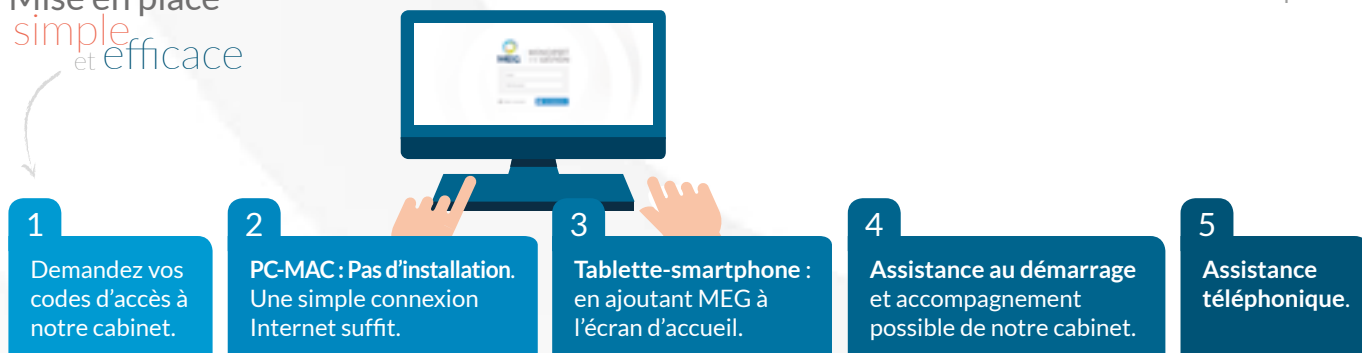 Mise en place
simple
et efficace
MEG
1
Demandez vos
codes d'accès à
notre cabinet.
2
PC-MAC : Pas d'installation.
Une simple connexion
Internet suffit.
3
Tablette-smartphone :
en ajoutant MEG à
l'écran d'accueil.
4
Assistance au démarrage
et accompagnement
possible de notre cabinet.
5
Assistance
téléphonique.